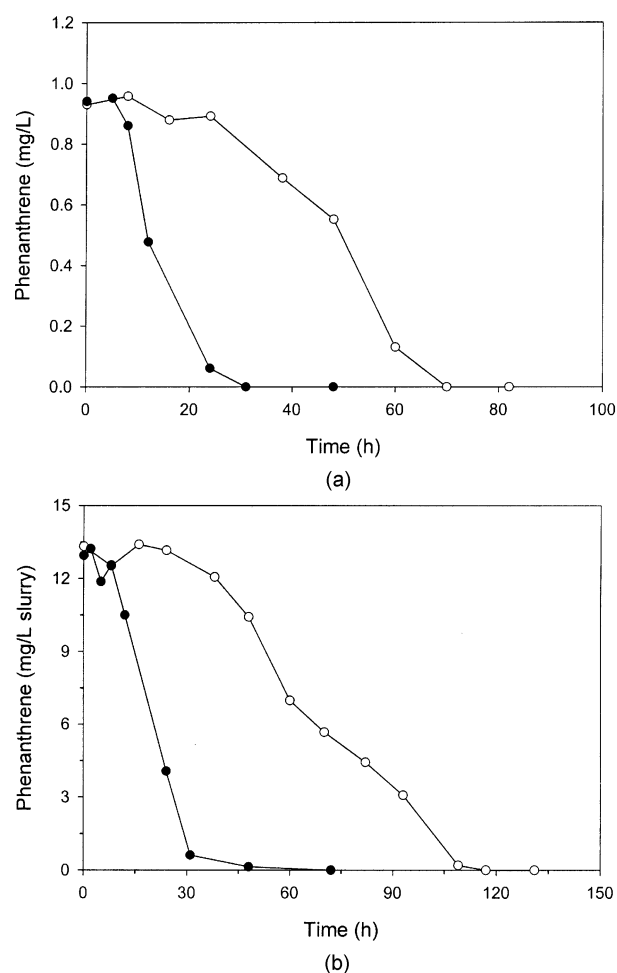 1.2
1.0
0.8
0.6
0.4
0.2
0.0
Phenanthrene (mg/L)
0 20 40 60 80 100
Time (h)
(a)
15
12
9
6
3
0
Phenanthrene (mg/L slurry)
0 30 60 90 120 150
Time (h)
(b)